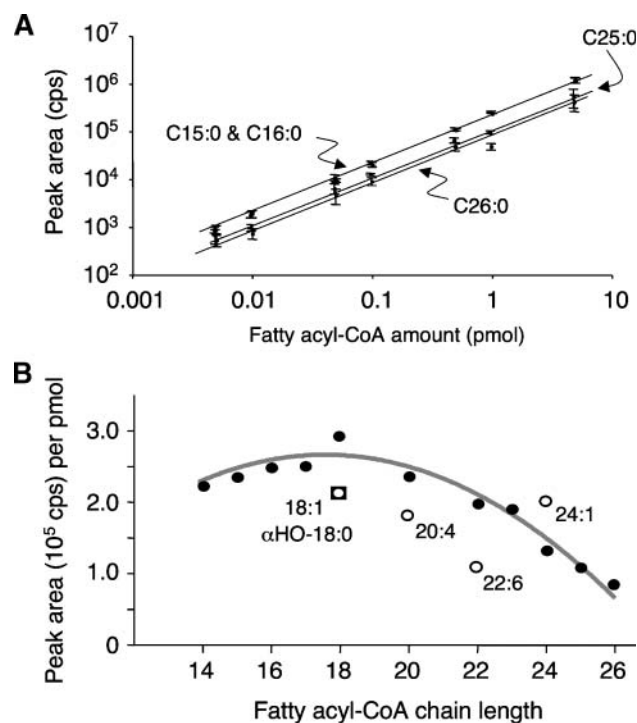 A
Peak area (cps)
10⁷
10⁶
10⁵
10⁴
10³
10²
C25:0
C15:0 & C16:0
C26:0
0.001 0.01 0.1 1 10
Fatty acyl-CoA amount (pmol)
B
Peak area (10⁵ cps) per pmol
3.0
2.0
1.0
0
18:1
αHO-18:0
20:4
22:6
24:1
14 16 18 20 22 24 26
Fatty acyl-CoA chain length